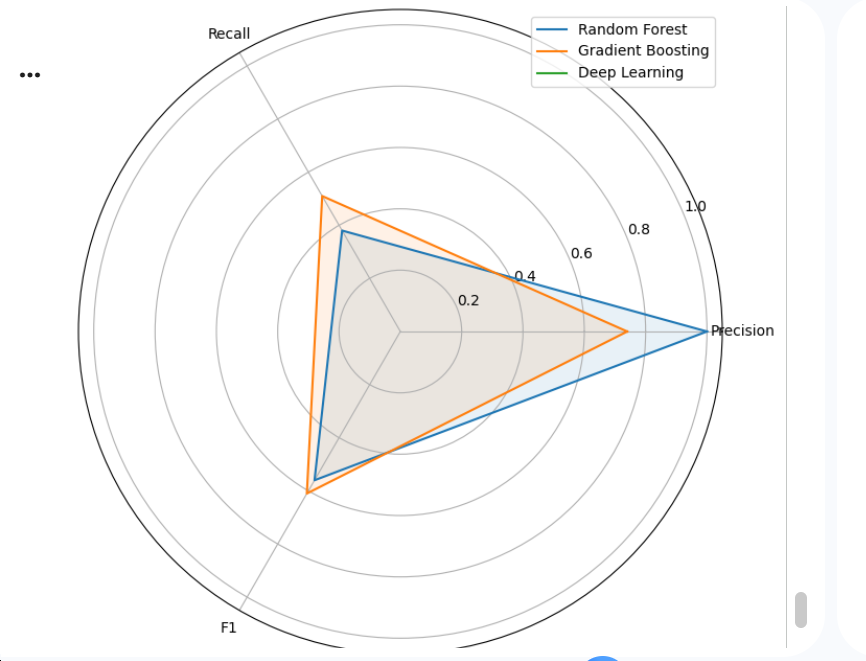 Recall
Random Forest
Gradient Boosting
Deep Learning
...
1.0
0.8
0.6
0.4
0.2
Precision
F1